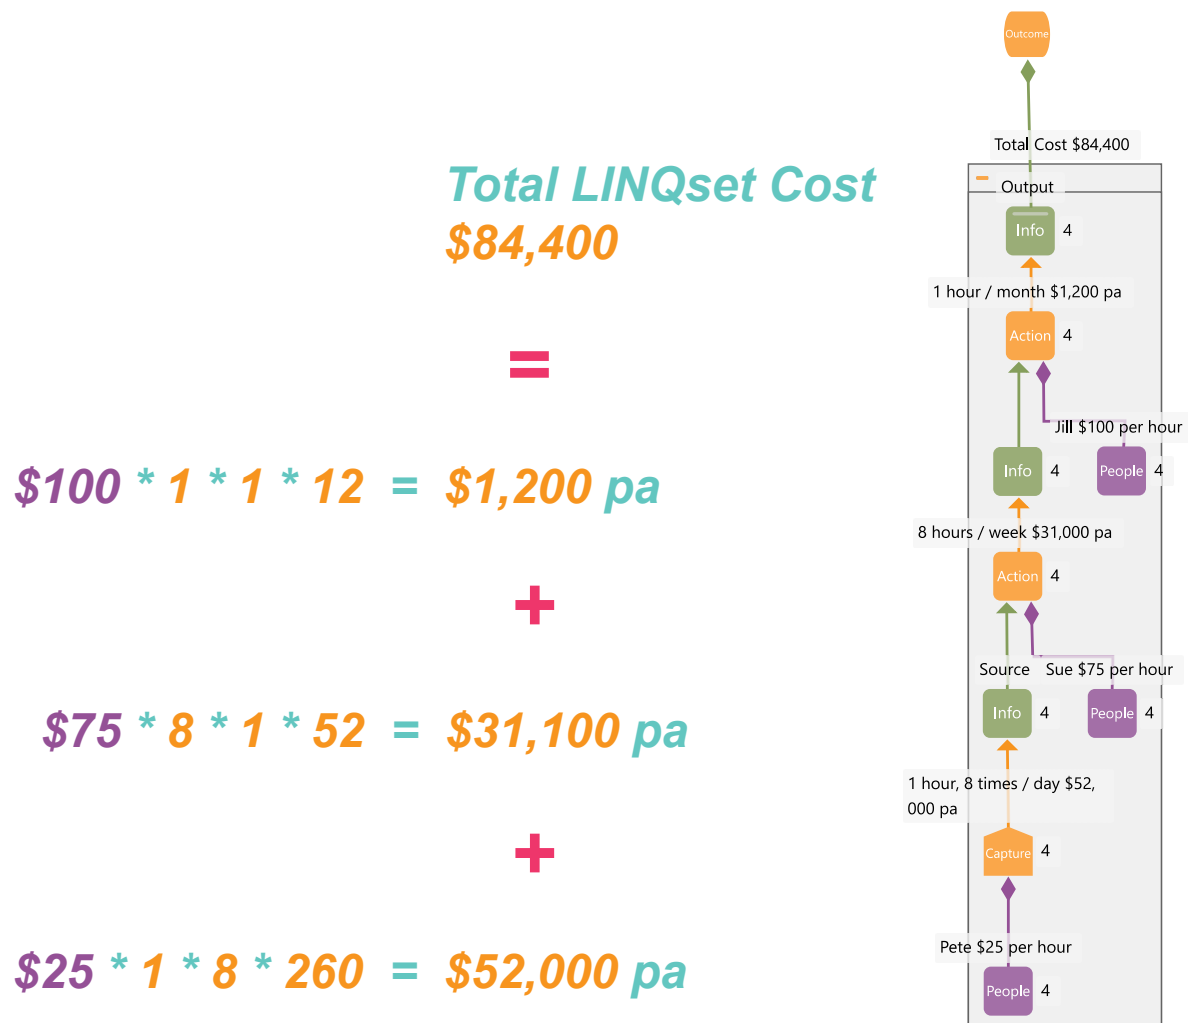 Total LINQset Cost
$84,400
=
$100 * 1 * 1 * 12 = $1,200 pa
+
$75 * 8 * 1 * 52 = $31,100 pa
+
$25 * 1 * 8 * 260 = $52,000 pa
Outcome
Total Cost $84,400
Output
Info 4
1 hour / month $1,200 pa
Action 4
Jill $100 per hour
Info 4
People 4
8 hours / week $31,000 pa
Action 4
Source
Sue $75 per hour
Info 4
People 4
1 hour, 8 times / day $52,
000 pa
Capture 4
Pete $25 per hour
People 4